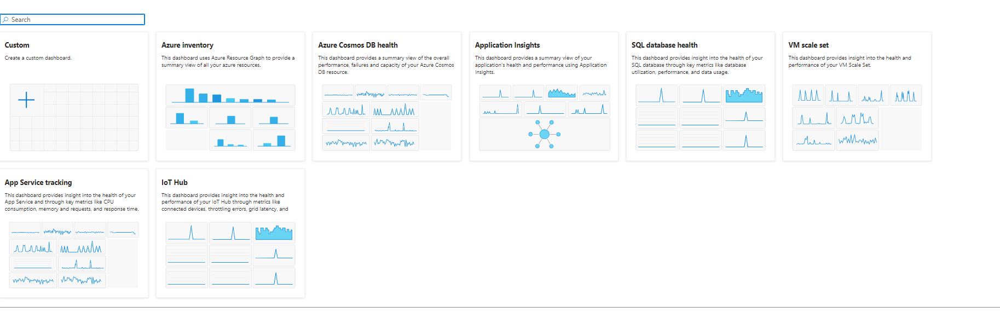 Search
Custom
Create a custom dashboard.
Azure inventory
This dashboard uses Azure Resource Graph to provide a
summary view of all your azure resources.
Azure Cosmos DB health
This dashboard provides a summary view of the overall
performance, failures and capacity of your Azure Cosmos
DB resource.
Application Insights
This dashboard provides a summary view of your
application's health and performance using Application
Insights.
SQL database health
This dashboard provides insight into the health of your
SQL database through key metrics like database
utilization, performance, and data usage.
VM scale set
This dashboard provides insight into the health and
performance of your VM Scale Set.
App Service tracking
This dashboard provides insight into the health of your
App Service and through key metrics like CPU
consumption, memory and requests, and response time.
IoT Hub
This dashboard provides insight into the health and
performance of your IoT Hub through metrics like
connected devices, throttling errors, grid latency, and